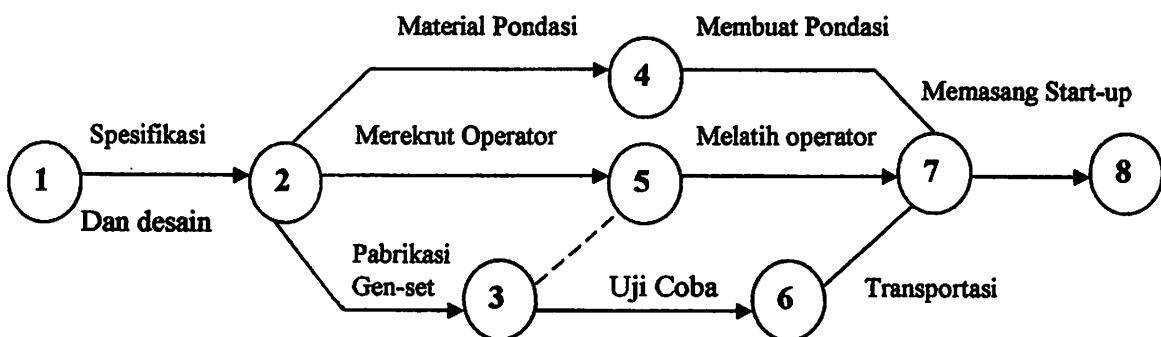 Material Pondasi
Membuat Pondasi
4
Memasang Start-up
Spesifikasi
Merekrut Operator
Melatih operator
1
2
5
7
8
Dan desain
Pabrikasi
Gen-set
3
Uji Coba
6
Transportasi